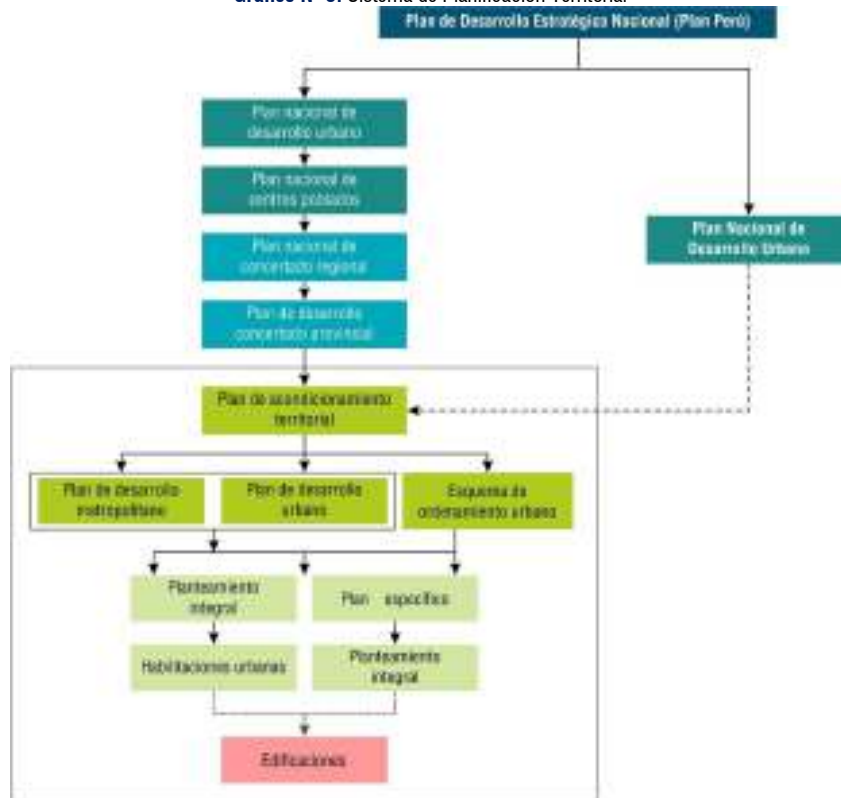 Gráfico N° 3: Sistema de Planificación Territorial
Plan de Desarrollo Estratégico Nacional (Plan Perú)
Plan nacional de
desarrollo urbano
Plan nacional de
centros poblados
Plan nacional de
concertado regional
Plan de desarrollo
concertado provincial
Plan Nacional de
Desarrollo Urbano
Plan de acondicionamiento
territorial
Plan de desarrollo
metropolitano
Plan de desarrollo
urbano
Esquema de
ordenamiento urbano
Planteamiento
integral
Plan específico
Habilitaciones urbanas
Planteamiento
integral
Edificaciones